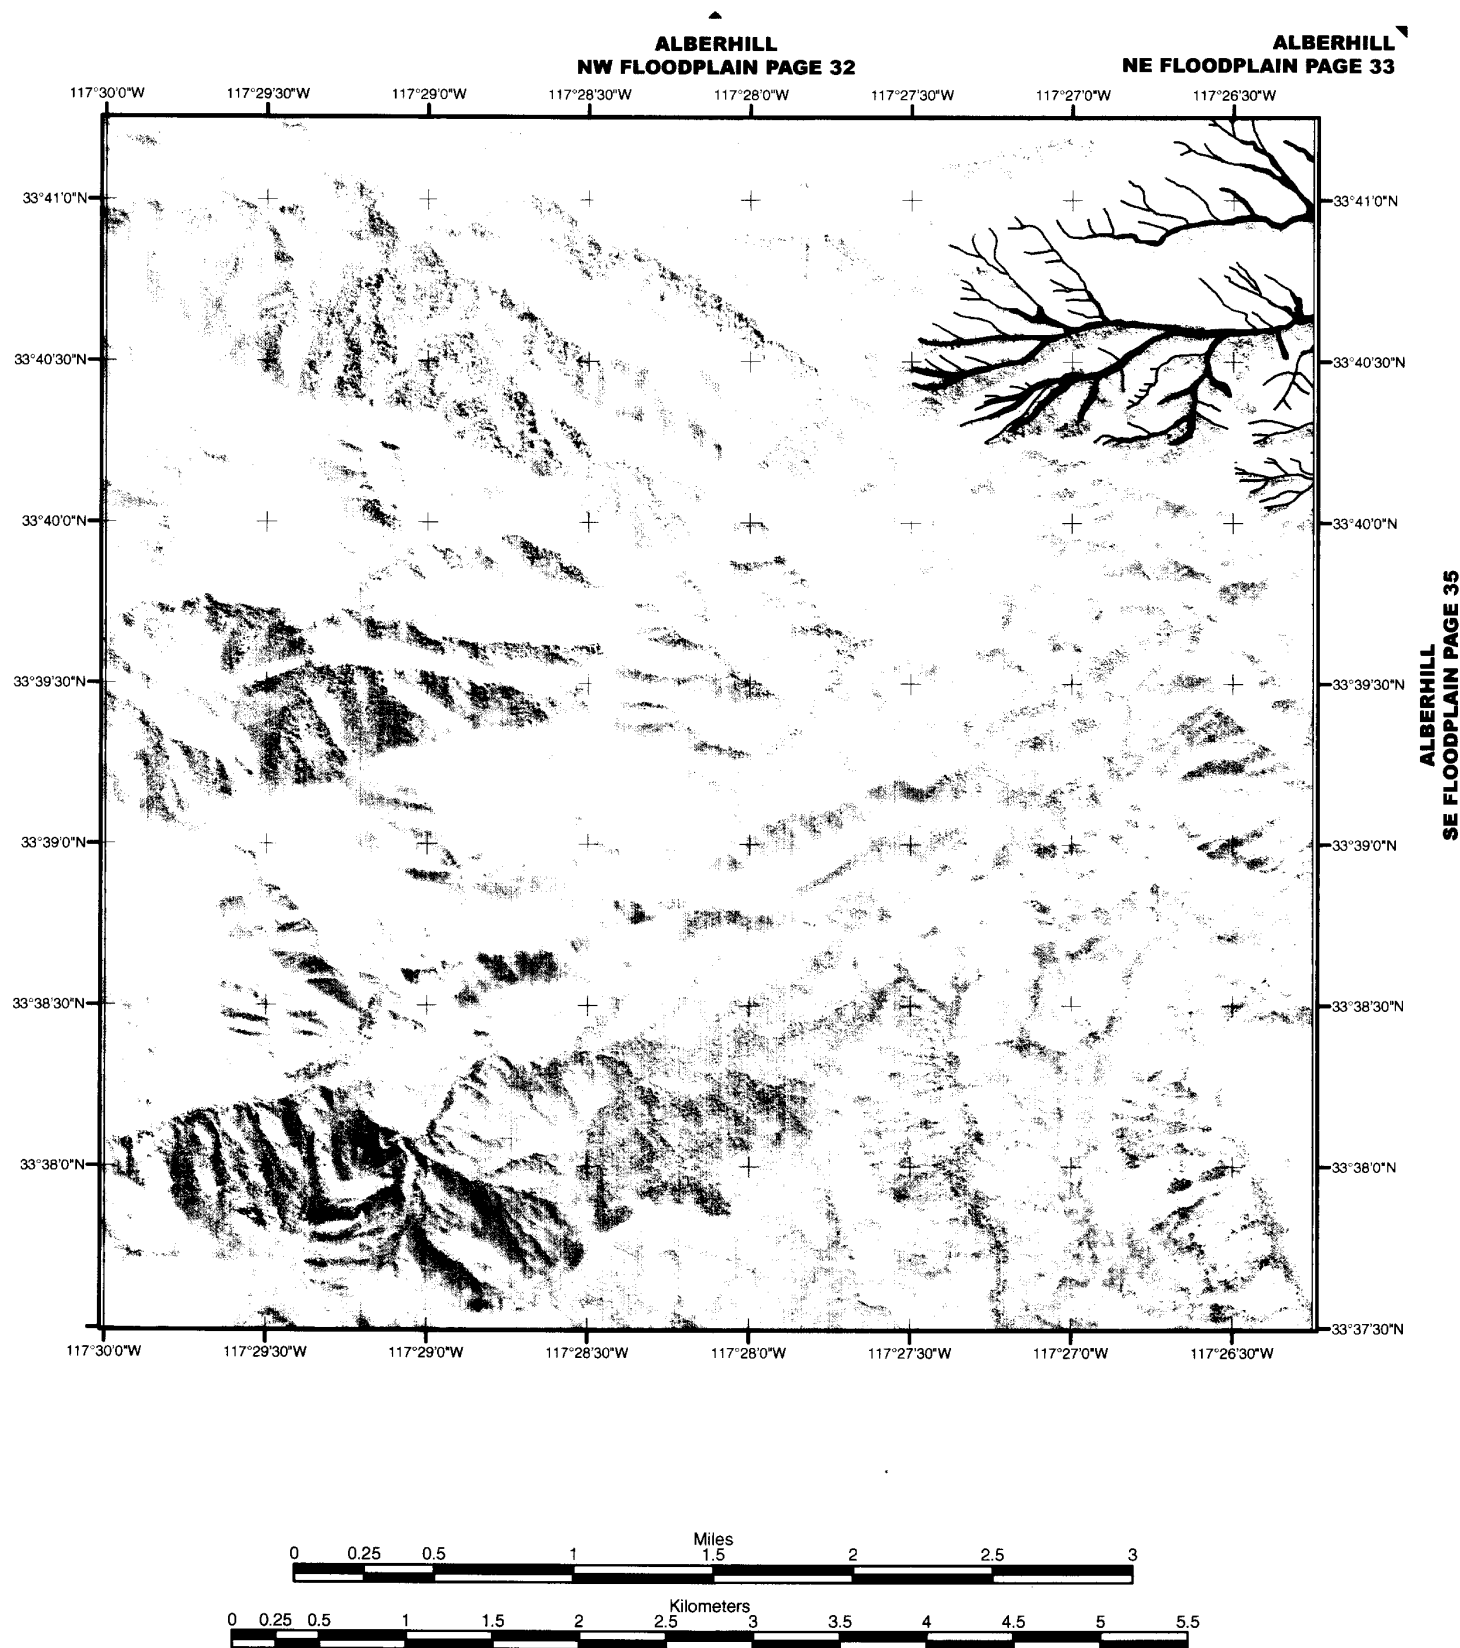 ALBERHILL
NW FLOODPLAIN PAGE 32
ALBERHILL
NE FLOODPLAIN PAGE 33
117°30'0"W 117°29'30"W 117°29'0"W 117°28'30"W 117°28'0"W 117°27'30"W 117°27'0"W 117°26'30"W
33°41'0"N 33°41'0"N
33°40'30"N 33°40'30"N
33°40'0"N 33°40'0"N
33°39'30"N 33°39'30"N
33°39'0"N 33°39'0"N
33°38'30"N 33°38'30"N
33°38'0"N 33°38'0"N
33°37'30"N
ALBERHILL
SE FLOODPLAIN PAGE 35
117°30'0"W 117°29'30"W 117°29'0"W 117°28'30"W 117°28'0"W 117°27'30"W 117°27'0"W 117°26'30"W
Miles
0 0.25 0.5 1 1.5 2 2.5 3
Kilometers
0 0.25 0.5 1 1.5 2 2.5 3 3.5 4 4.5 5 5.5